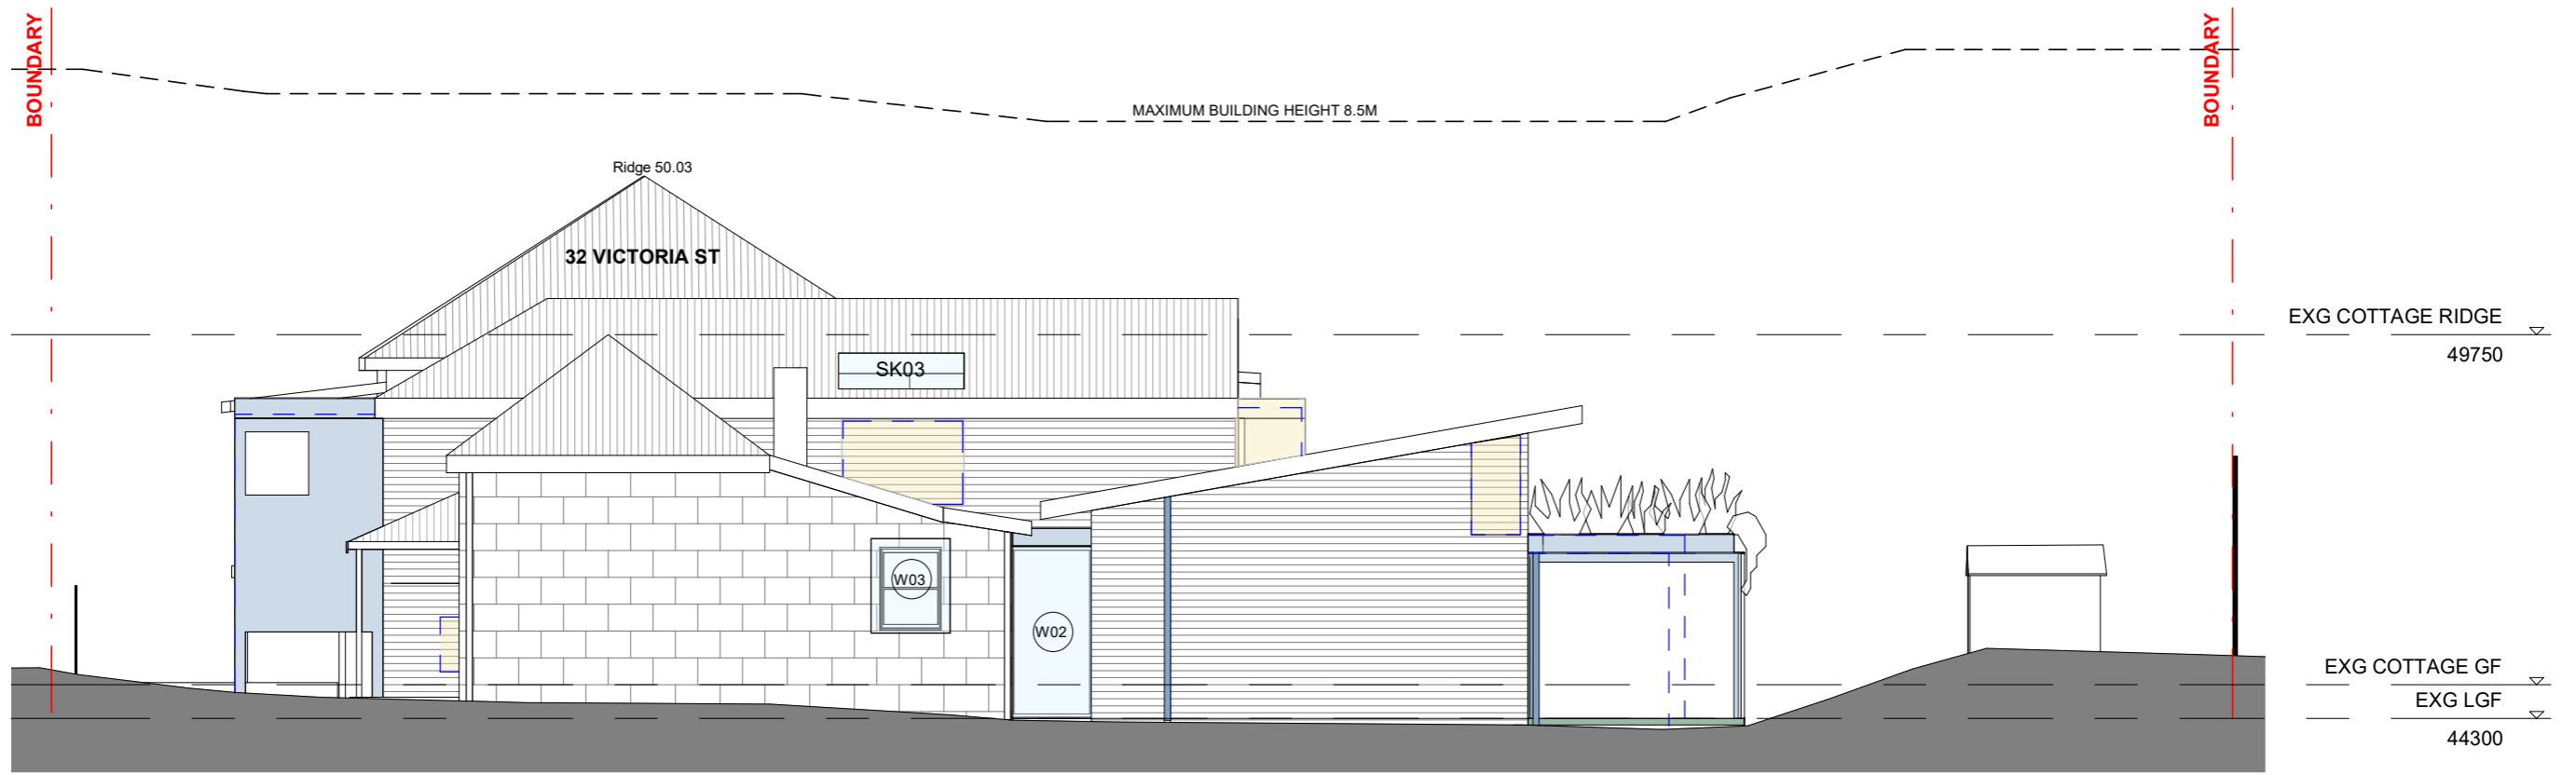 BOUNDARY
BOUNDARY
MAXIMUM BUILDING HEIGHT 8.5M
Ridge 50.03
32 VICTORIA ST
EXG COTTAGE RIDGE
49750
SK03
W03
W02
EXG COTTAGE GF
EXG LGF
44300